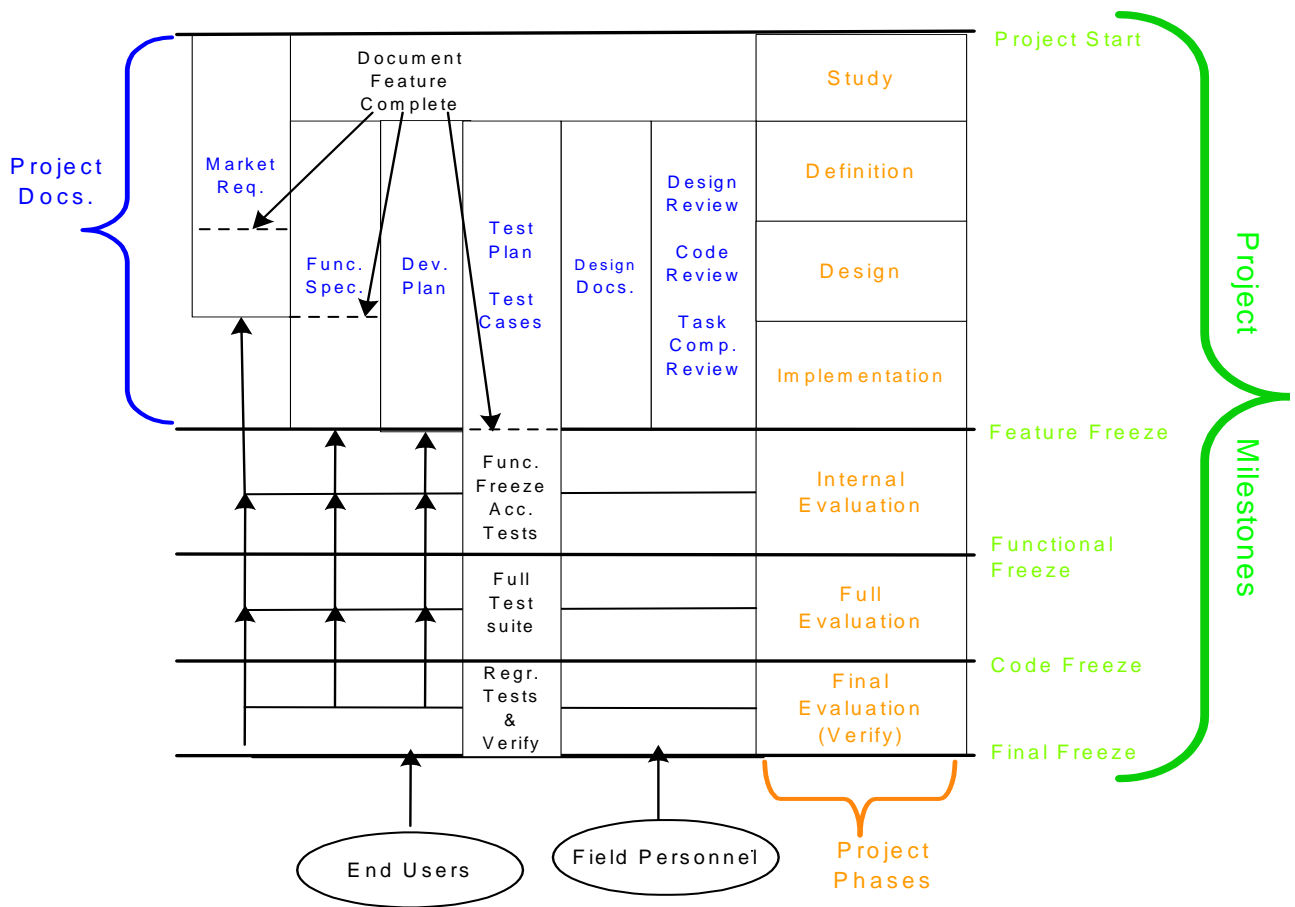 Project Start
Document
Feature
Complete
Study
Project
Docs.
Market
Req.
Definition
Design
Review
Code
Review
Task
Comp.
Review
Test
Plan
Test
Cases
Func.
Spec.
Dev.
Plan
Design
Docs.
Design
Implementation
Project
Milestones
Feature Freeze
Func.
Freeze
Acc.
Tests
Internal
Evaluation
Functional
Freeze
Full
Test
suite
Full
Evaluation
Code Freeze
Regr.
Tests
&
Verify
Final
Evaluation
(Verify)
Final Freeze
End Users
Field Personnel
Project
Phases